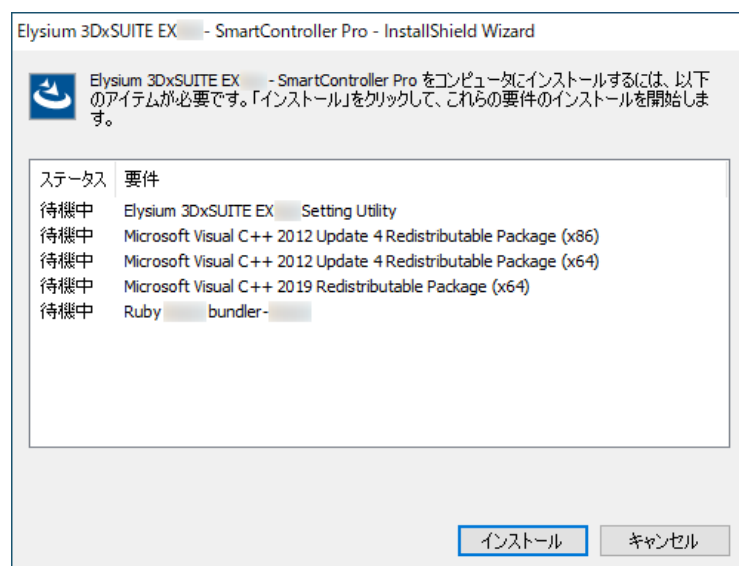 Elysium 3DxSUITE EX - SmartController Pro - InstallShield Wizard
Elysium 3DxSUITE EX - SmartController Pro をコンピュータにインストールするには、以下
のアイテムが必要です。「インストール」をクリックして、これらの要件のインストールを開始しま
す。
ステータス 要件
待機中 Elysium 3DxSUITE EX Setting Utility
待機中 Microsoft Visual C++ 2012 Update 4 Redistributable Package (x86)
待機中 Microsoft Visual C++ 2012 Update 4 Redistributable Package (x64)
待機中 Microsoft Visual C++ 2019 Redistributable Package (x64)
待機中 Ruby bundler-
インストール キャンセル